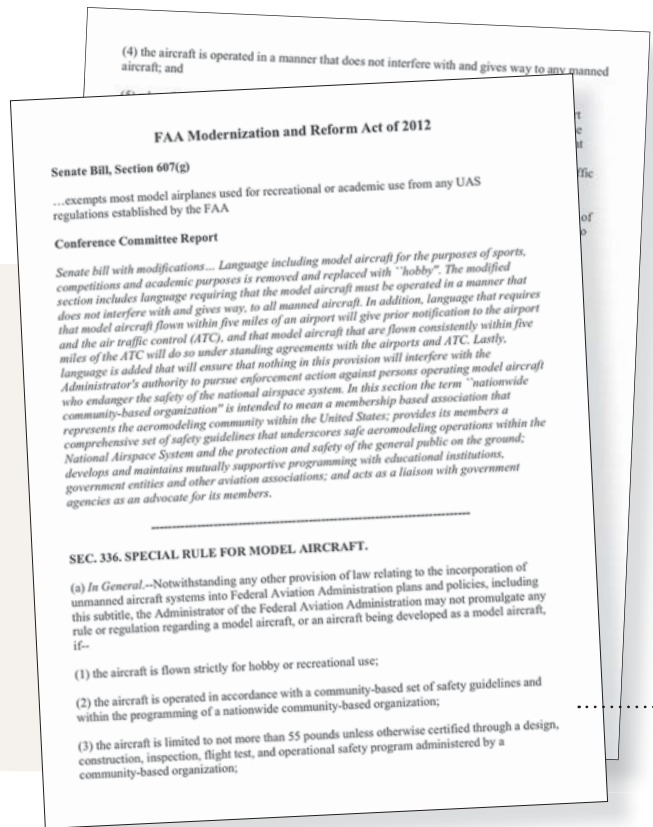 (4) the aircraft is operated in a manner that does not interfere with and gives way to any manned
aircraft; and
FAA Modernization and Reform Act of 2012
Senate Bill, Section 607(g)
…exempts most model airplanes used for recreational or academic use from any UAS
regulations established by the FAA
Conference Committee Report
Senate bill with modifications... Language including model aircraft for the purposes of sports,
competitions and academic purposes is removed and replaced with ``hobby". The modified
section includes language requiring that the model aircraft must be operated in a manner that
does not interfere with and gives way, to all manned aircraft. In addition, language that requires
that model aircraft flown within five miles of an airport will give prior notification to the airport
and the air traffic control (ATC), and that model aircraft that are flown consistently within five
miles of the ATC will do so under standing agreements with the airports and ATC. Lastly,
language is added that will ensure that nothing in this provision will interfere with the
Administrator's authority to pursue enforcement action against persons operating model aircraft
who endanger the safety of the national airspace system. In this section the term ``nationwide
community-based organization" is intended to mean a membership based association that
represents the aeromodeling community within the United States; provides its members a
comprehensive set of safety guidelines that underscores safe aeromodeling operations within the
National Airspace System and the protection and safety of the general public on the ground;
develops and maintains mutually supportive programming with educational institutions,
government entities and other aviation associations; and acts as a liaison with government
agencies as an advocate for its members.
SEC. 336. SPECIAL RULE FOR MODEL AIRCRAFT.
(a) In General.--Notwithstanding any other provision of law relating to the incorporation of
unmanned aircraft systems into Federal Aviation Administration plans and policies, including
this subtitle, the Administrator of the Federal Aviation Administration may not promulgate any
rule or regulation regarding a model aircraft, or an aircraft being developed as a model aircraft,
if--
(1) the aircraft is flown strictly for hobby or recreational use;
(2) the aircraft is operated in accordance with a community-based set of safety guidelines and
within the programming of a nationwide community-based organization;
(3) the aircraft is limited to not more than 55 pounds unless otherwise certified through a design,
construction, inspection, flight test, and operational safety program administered by a
community-based organization;